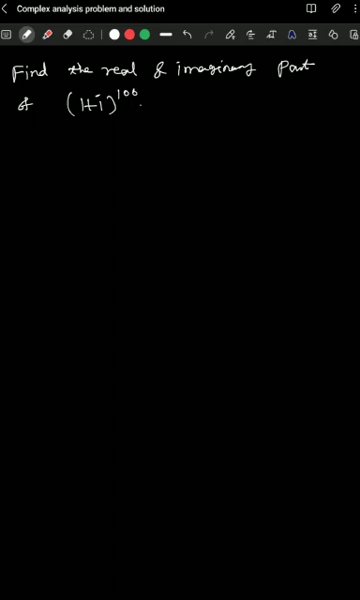 Complex analysis problem and solution
Find the real & imaginary Part
of (1+i)^100.